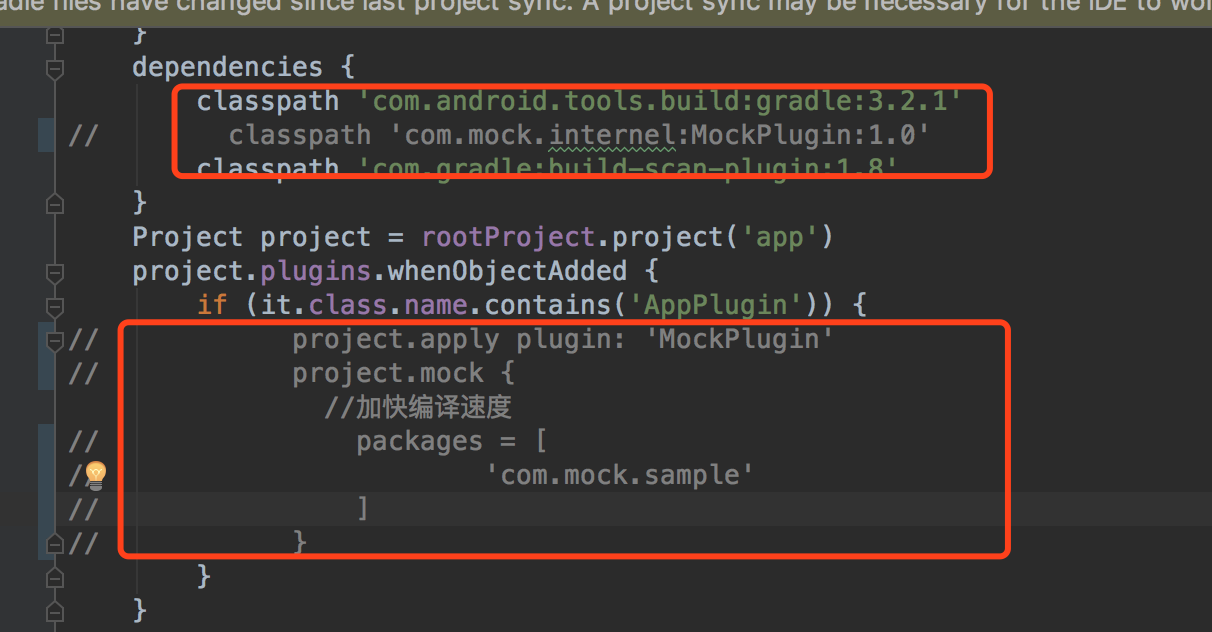 adle files have changed since last project sync. A project sync may be necessary for the IDE to wor
}
dependencies {
classpath 'com.android.tools.build:gradle:3.2.1'
// classpath 'com.mock.internel:MockPlugin:1.0'
classpath 'com.gradle:build-scan-plugin:1.8'
}
Project project = rootProject.project('app')
project.plugins.whenObjectAdded {
if (it.class.name.contains('AppPlugin')) {
// project.apply plugin: 'MockPlugin'
// project.mock {
//加快编译速度
// packages = [
// 'com.mock.sample'
// ]
// }
}
}